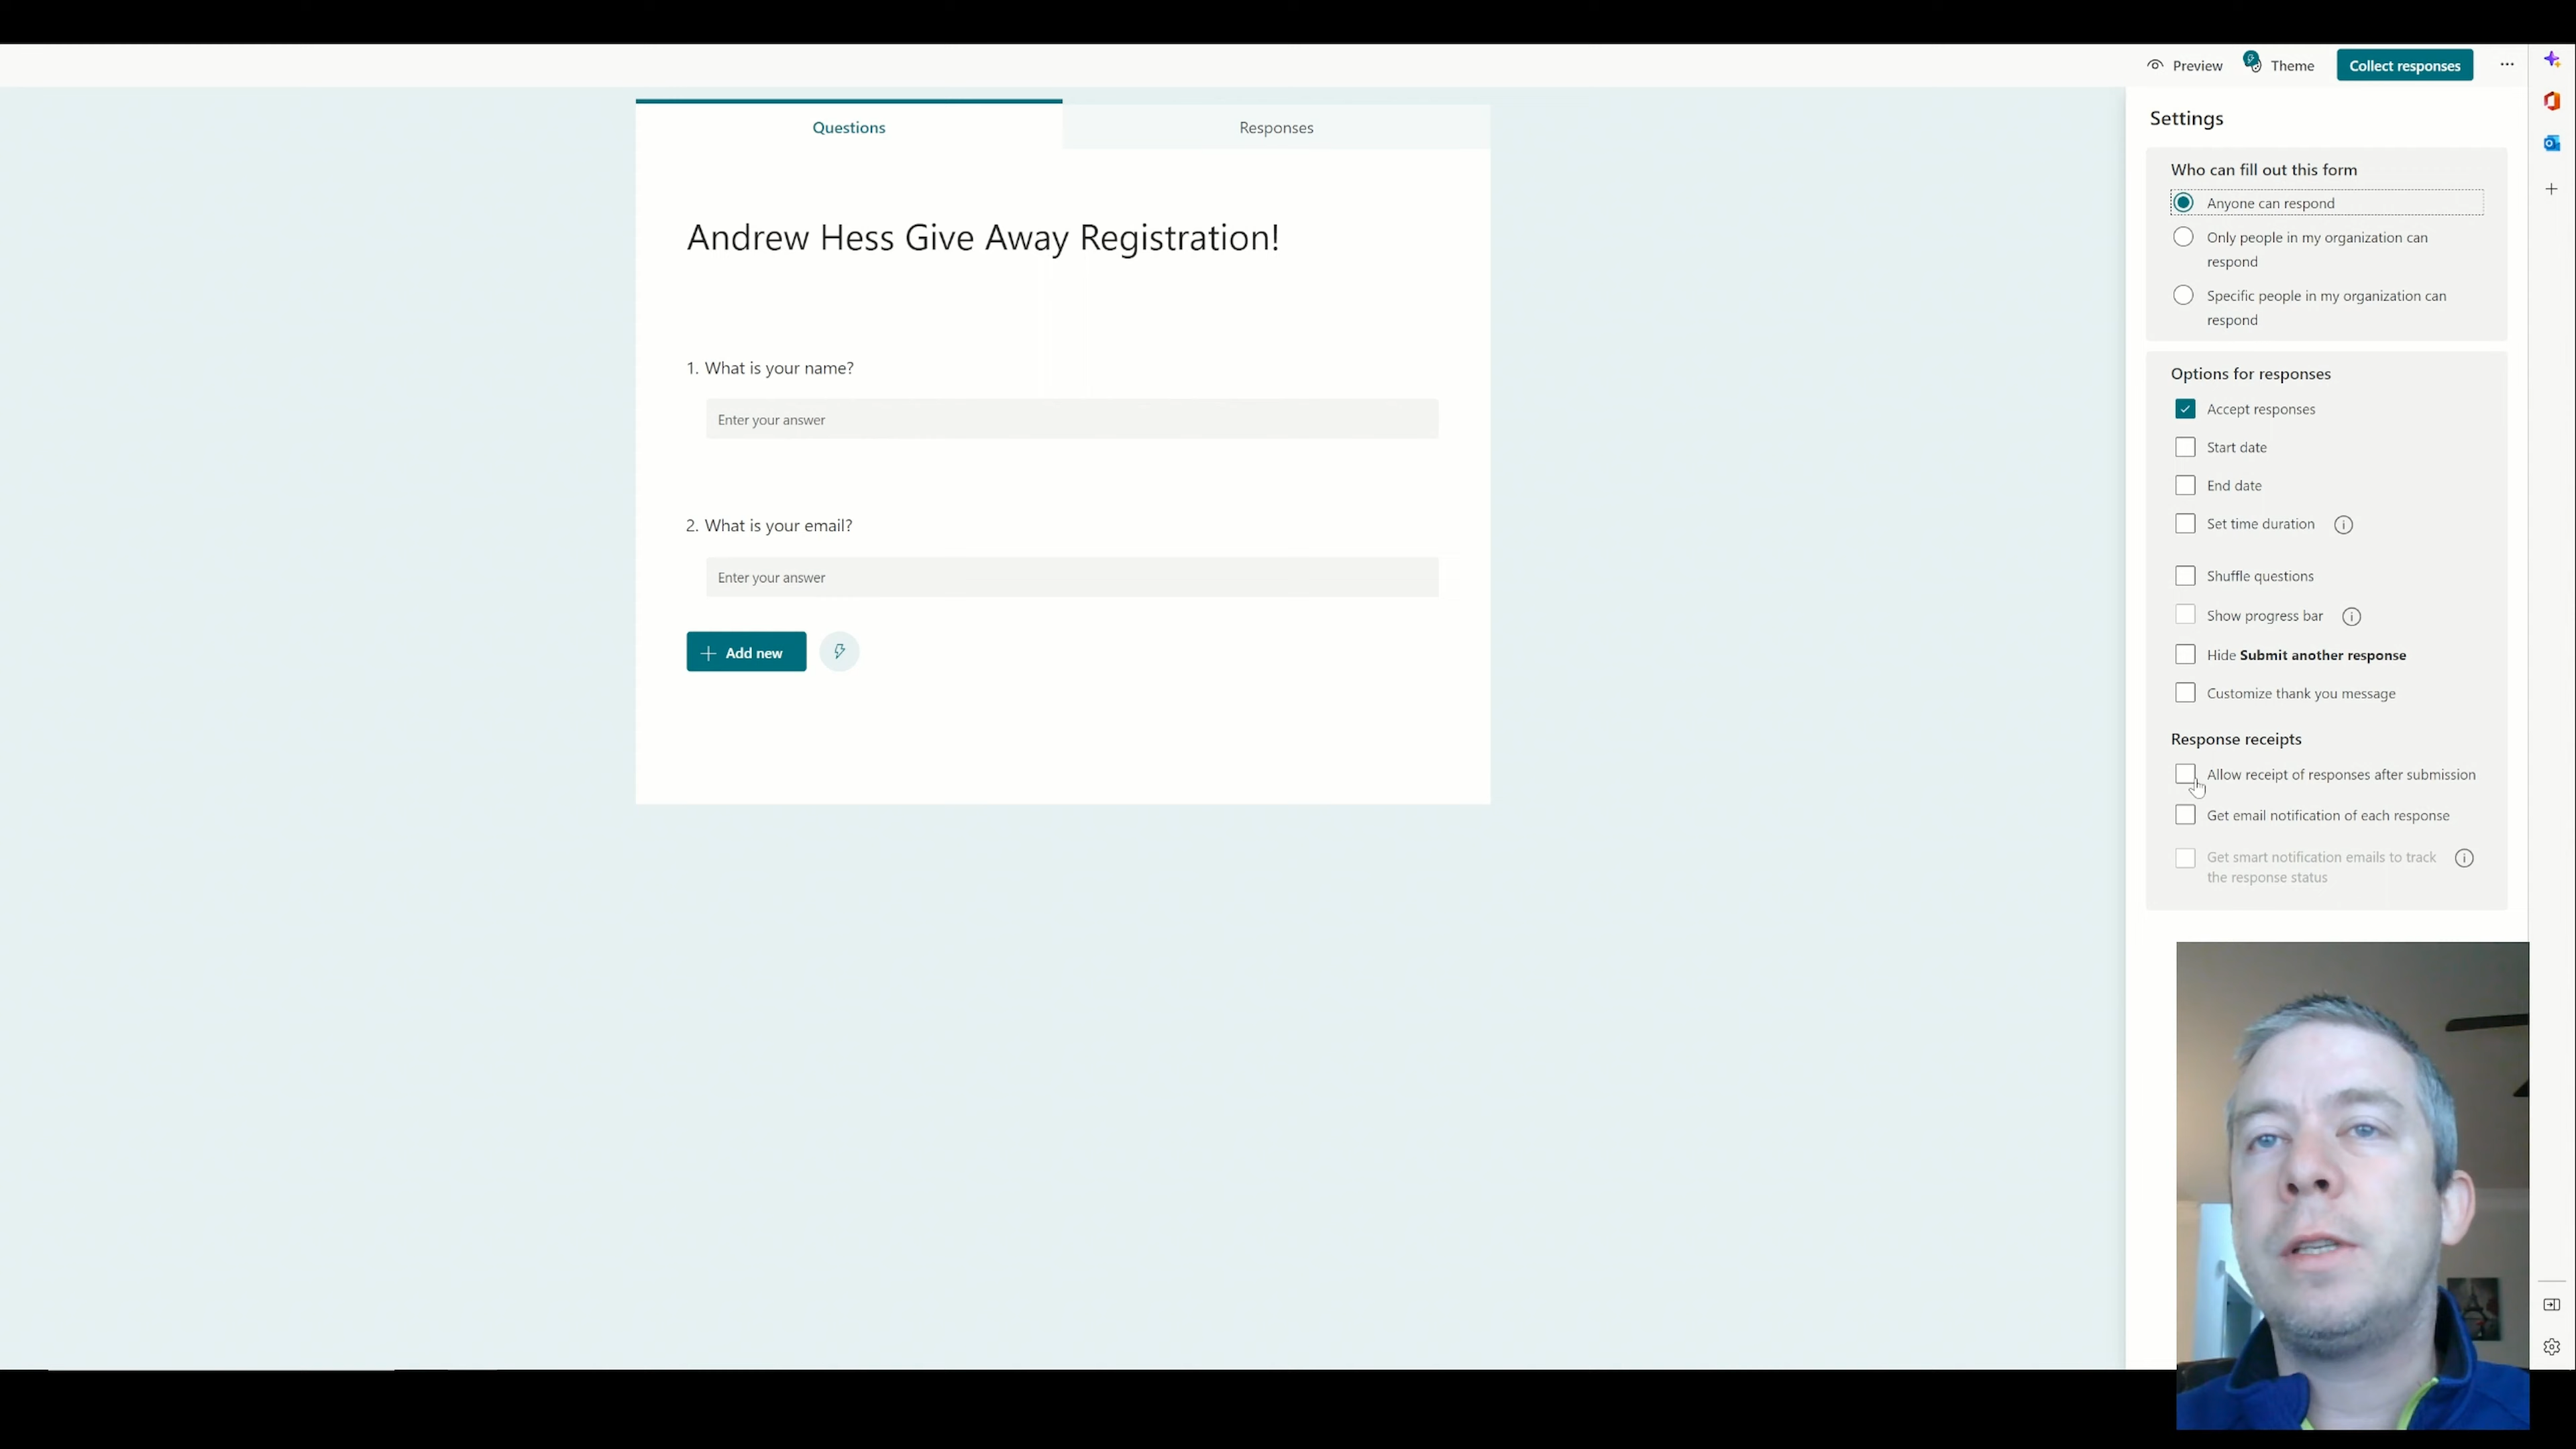 Preview
Theme
Collect responses
Questions
Responses
Andrew Hess Give Away Registration!
1. What is your name?
Enter your answer
2. What is your email?
Enter your answer
Add new
Settings
Who can fill out this form
Anyone can respond
Only people in my organization can
respond
Specific people in my organization can
respond
Options for responses
Accept responses
Start date
End date
Set time duration
Shuffle questions
Show progress bar
Hide Submit another response
Customize thank you message
Response receipts
Allow receipt of responses after submission
Get email notification of each response
Get smart notification emails to track
the response status